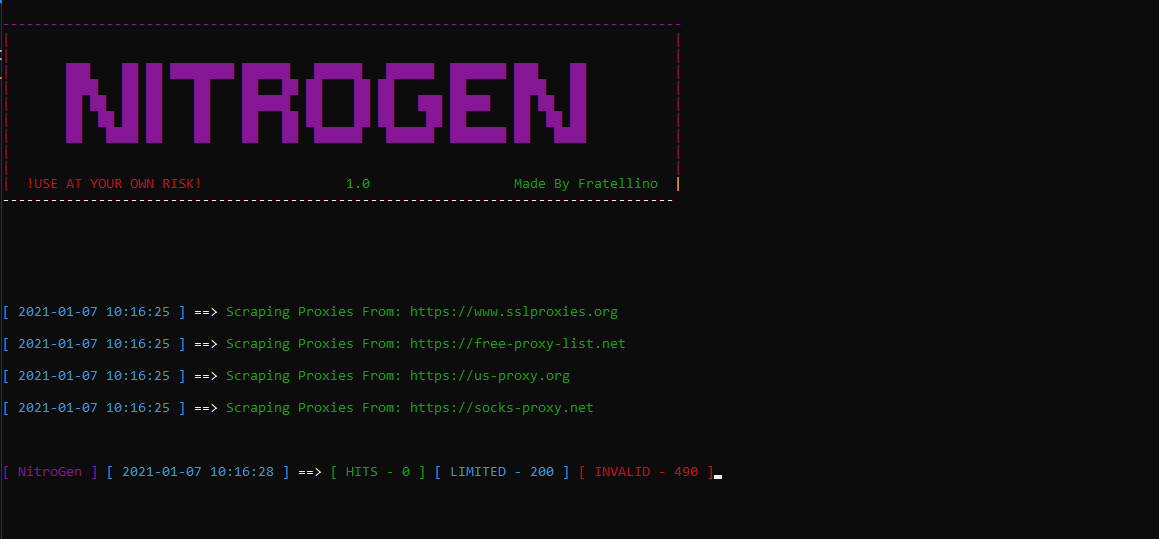 NITROGEN
!USE AT YOUR OWN RISK! 1.0 Made By Fratellino
[ 2021-01-07 10:16:25 ] ==> Scraping Proxies From: https://www.sslproxies.org
[ 2021-01-07 10:16:25 ] ==> Scraping Proxies From: https://free-proxy-list.net
[ 2021-01-07 10:16:25 ] ==> Scraping Proxies From: https://us-proxy.org
[ 2021-01-07 10:16:25 ] ==> Scraping Proxies From: https://socks-proxy.net
[ NitroGen ] [ 2021-01-07 10:16:28 ] ==> [ HITS - 0 ] [ LIMITED - 200 ] [ INVALID - 490 ]